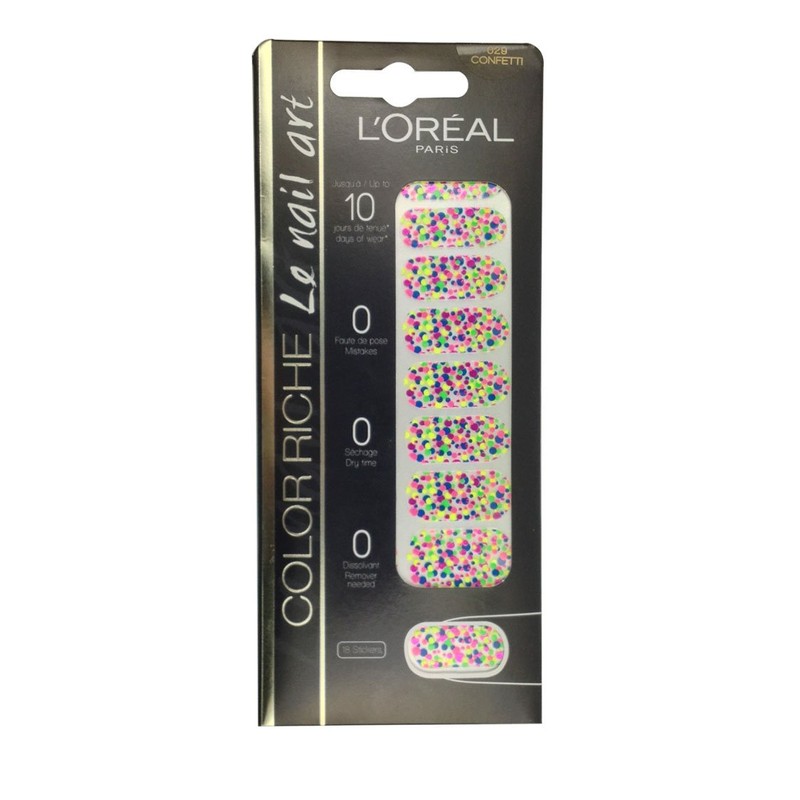 029
CONFETTI
L'ORÉAL
PARIS
COLOR RICHE Le nail art
Jusqu'à / Up to
10
jours de tenue*
days of wear*
0
Faute de pose
Mistakes
0
Séchage
Dry time
0
Dissolvant
Remover
needed
18 Stickers